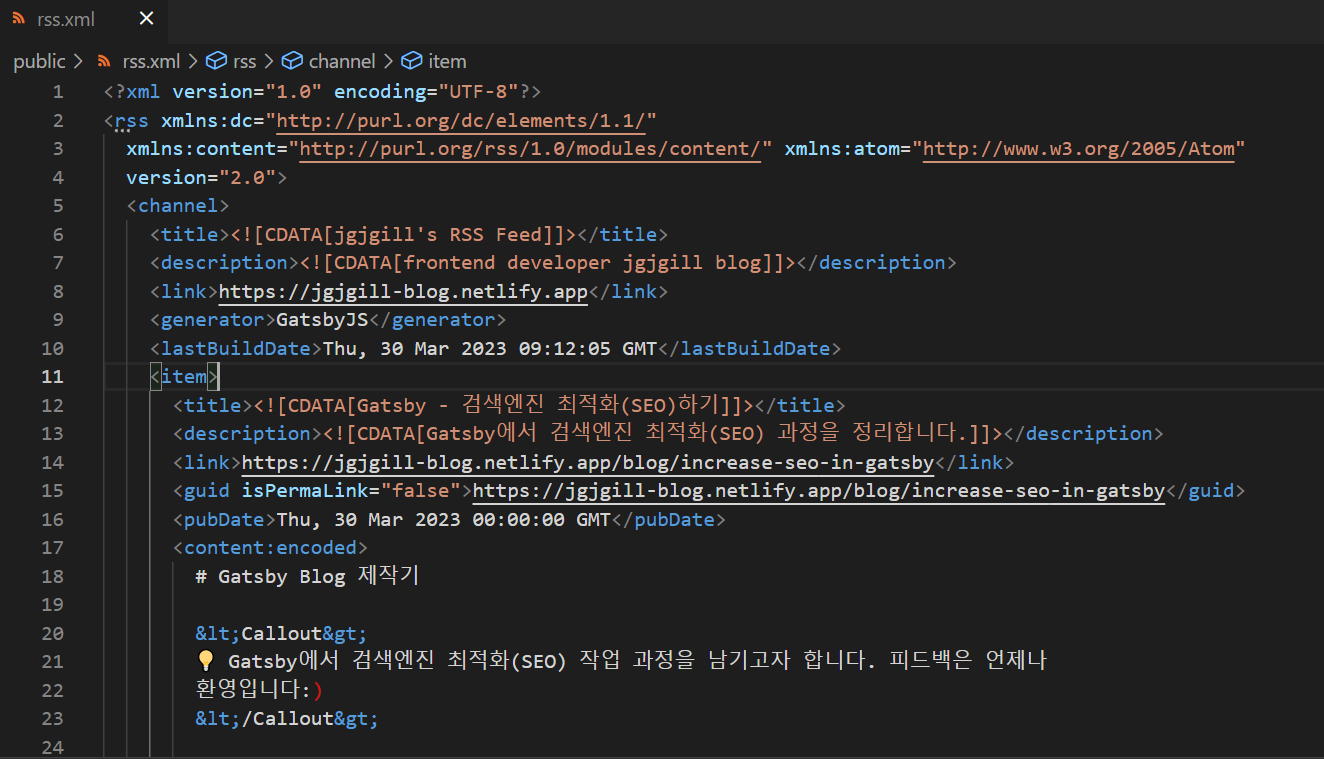 rss.xml
public > rss.xml > rss > channel > item
1 <?xml version="1.0" encoding="UTF-8"?>
2 <rss xmlns:dc="http://purl.org/dc/elements/1.1/"
3 xmlns:content="http://purl.org/rss/1.0/modules/content/" xmlns:atom="http://www.w3.org/2005/Atom"
4 version="2.0">
5 <channel>
6 <title><![CDATA[jgjgill's RSS Feed]]></title>
7 <description><![CDATA[frontend developer jgjgill blog]]></description>
8 <link>https://jgjgill-blog.netlify.app</link>
9 <generator>GatsbyJS</generator>
10 <lastBuildDate>Thu, 30 Mar 2023 09:12:05 GMT</lastBuildDate>
11 <item>
12 <title><![CDATA[Gatsby - 검색엔진 최적화(SEO)하기]]></title>
13 <description><![CDATA[Gatsby에서 검색엔진 최적화(SEO) 과정을 정리합니다.]]></description>
14 <link>https://jgjgill-blog.netlify.app/blog/increase-seo-in-gatsby</link>
15 <guid isPermaLink="false">https://jgjgill-blog.netlify.app/blog/increase-seo-in-gatsby</guid>
16 <pubDate>Thu, 30 Mar 2023 00:00:00 GMT</pubDate>
17 <content:encoded>
18 # Gatsby Blog 제작기
19
20 &lt;Callout&gt;
21 💡 Gatsby에서 검색엔진 최적화(SEO) 작업 과정을 남기고자 합니다. 피드백은 언제나
22 환영입니다:)
23 &lt;/Callout&gt;
24